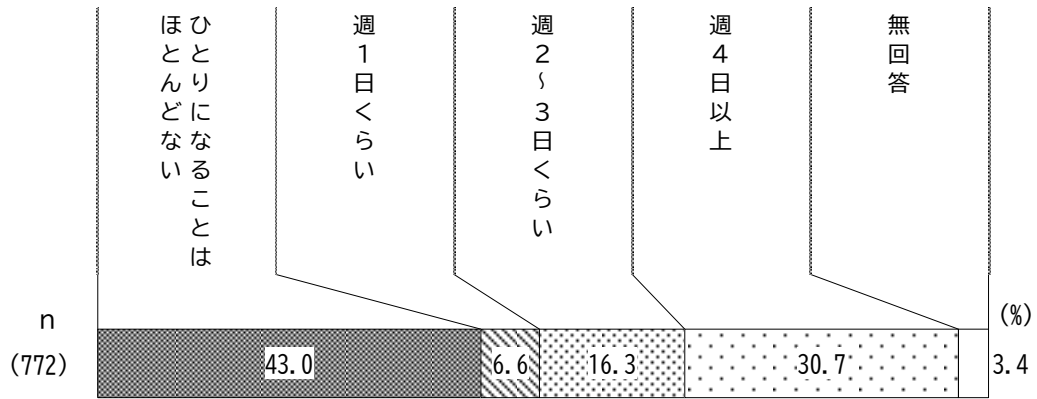 ひとりになることは
ほとんどない
週1日くらい
週2～3日くらい
週4日以上
無回答
n
(%)
(772)
43.0
6.6
16.3
30.7
3.4